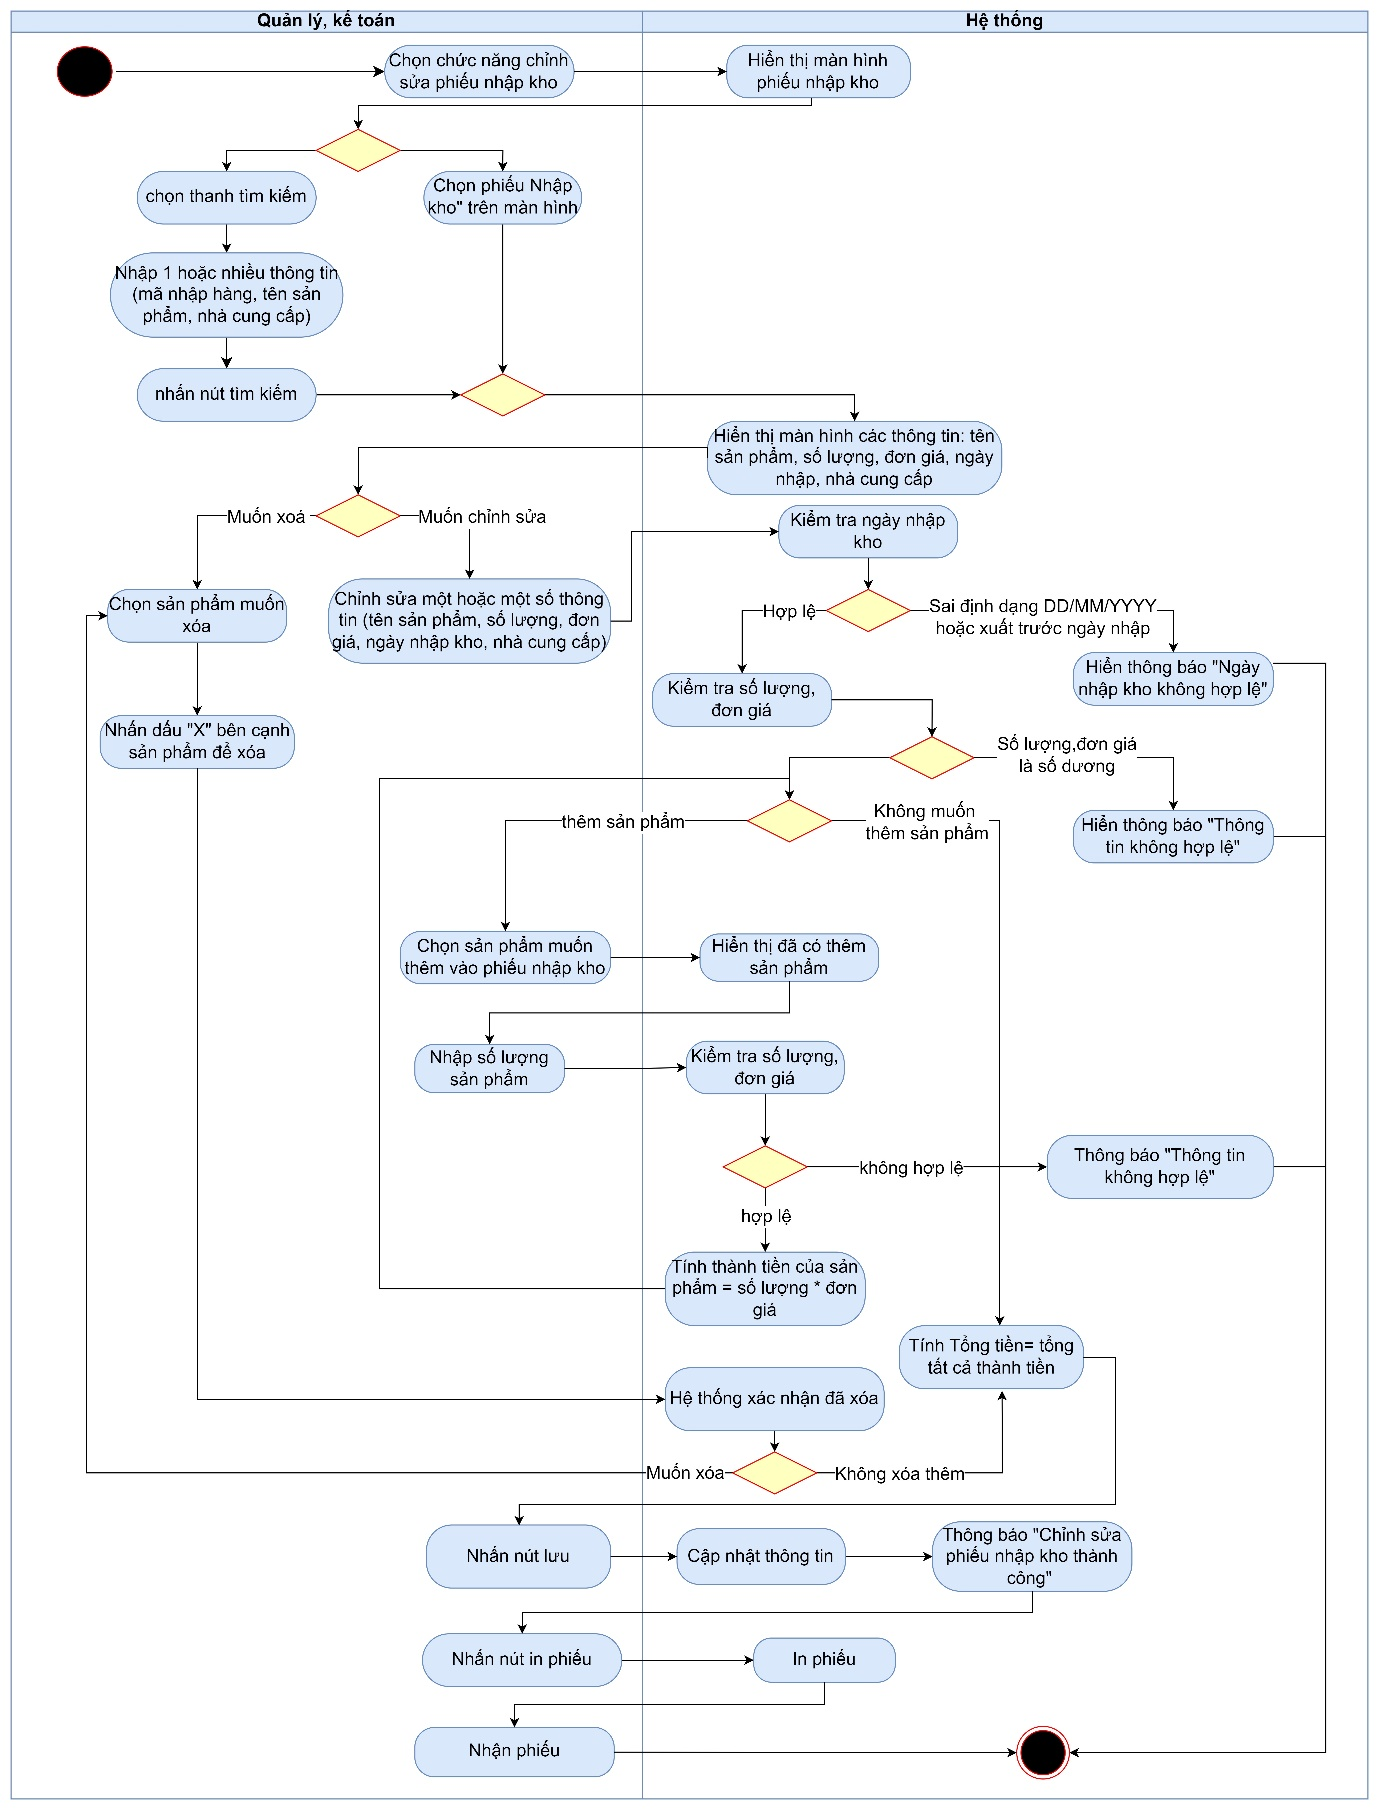 Quản lý, kế toán
Hệ thống
Chọn chức năng chỉnh
sửa phiếu nhập kho
Hiển thị màn hình
phiếu nhập kho
chọn thanh tìm kiếm
Chọn phiếu Nhập
kho" trên màn hình
Nhập 1 hoặc nhiều thông tin
(mã nhập hàng, tên sản
phẩm, nhà cung cấp)
nhấn nút tìm kiếm
Hiển thị màn hình các thông tin: tên
sản phẩm, số lượng, đơn giá, ngày
nhập, nhà cung cấp
Muốn xoá
Muốn chỉnh sửa
Kiểm tra ngày nhập
kho
Chọn sản phẩm muốn
xóa
Chỉnh sửa một hoặc một số thông
tin (tên sản phẩm, số lượng, đơn
giá, ngày nhập kho, nhà cung cấp)
Hợp lệ
Sai định dạng DD/MM/YYYY
hoặc xuất trước ngày nhập
Hiển thông báo "Ngày
nhập kho không hợp lệ"
Kiểm tra số lượng,
đơn giá
Nhấn dấu "X" bên cạnh
sản phẩm để xóa
Số lượng,đơn giá
là số dương
thêm sản phẩm
Không muốn
thêm sản phẩm
Hiển thông báo "Thông
tin không hợp lệ"
Chọn sản phẩm muốn
thêm vào phiếu nhập kho
Hiển thị đã có thêm
sản phẩm
Nhập số lượng
sản phẩm
Kiểm tra số lượng,
đơn giá
không hợp lệ
Thông báo "Thông tin
không hợp lệ"
hợp lệ
Tính thành tiền của sản
phẩm = số lượng * đơn
giá
Tính Tổng tiền= tổng
tất cả thành tiền
Hệ thống xác nhận đã xóa
Muốn xóa
Không xóa thêm
Nhấn nút lưu
Cập nhật thông tin
Thông báo "Chỉnh sửa
phiếu nhập kho thành
công"
Nhấn nút in phiếu
In phiếu
Nhận phiếu